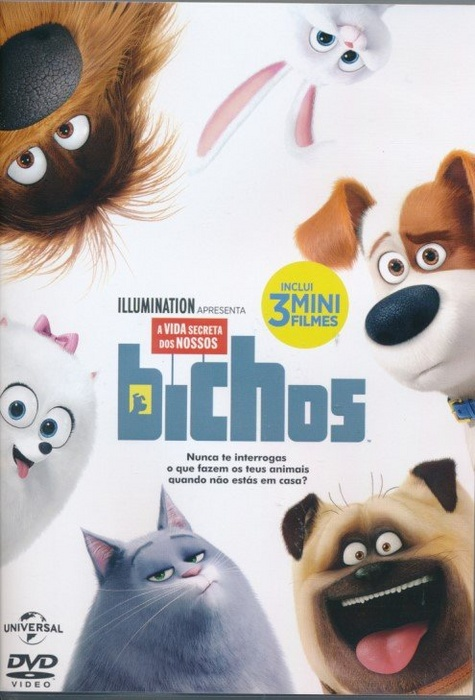 ILLUMINATION APRESENTA
INCLUI
3 MINI
FILMES
A VIDA SECRETA
DOS NOSSOS
bichos
TM
Nunca te interrogas
o que fazem os teus animais
quando não estás em casa?
UNIVERSAL
DVD
VIDEO